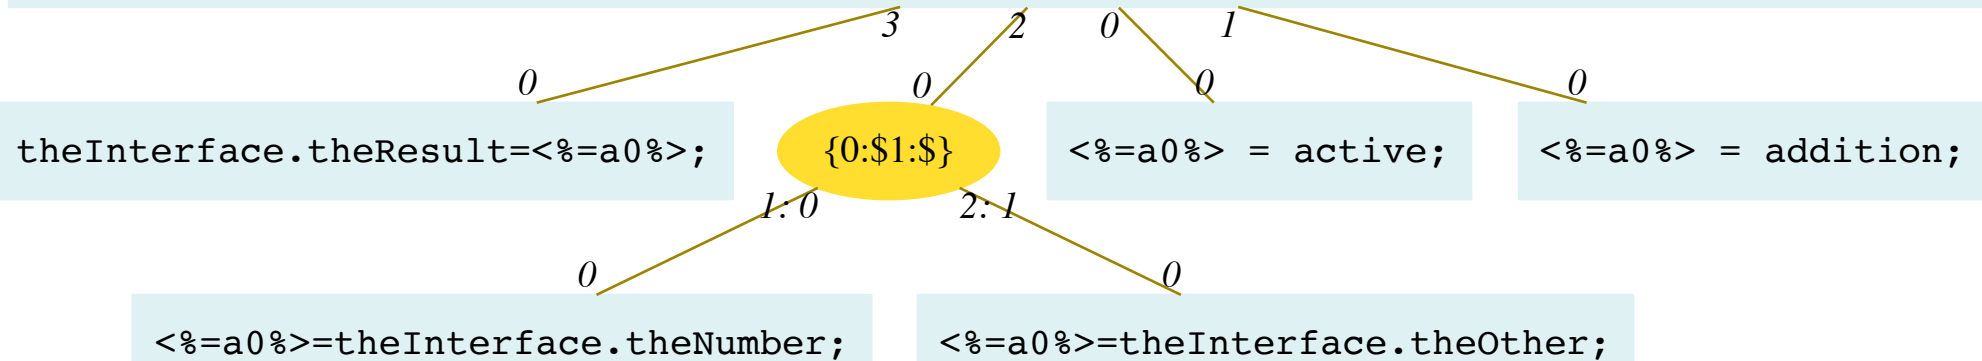 3 2 0 1
0 0 0 0
theInterface.theResult=<%=a0%>; {0:$1:$} <%=a0%> = active; <%=a0%> = addition;
1: 0 2: 1
0 0
<%=a0%>=theInterface.theNumber; <%=a0%>=theInterface.theOther;